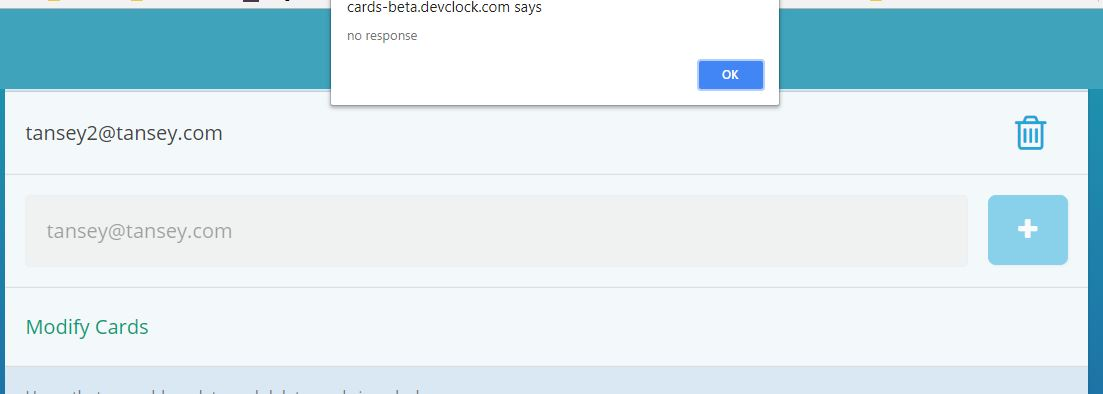 cards-beta.devclock.com says
no response
OK
tansey2@tansey.com
tansey@tansey.com
Modify Cards